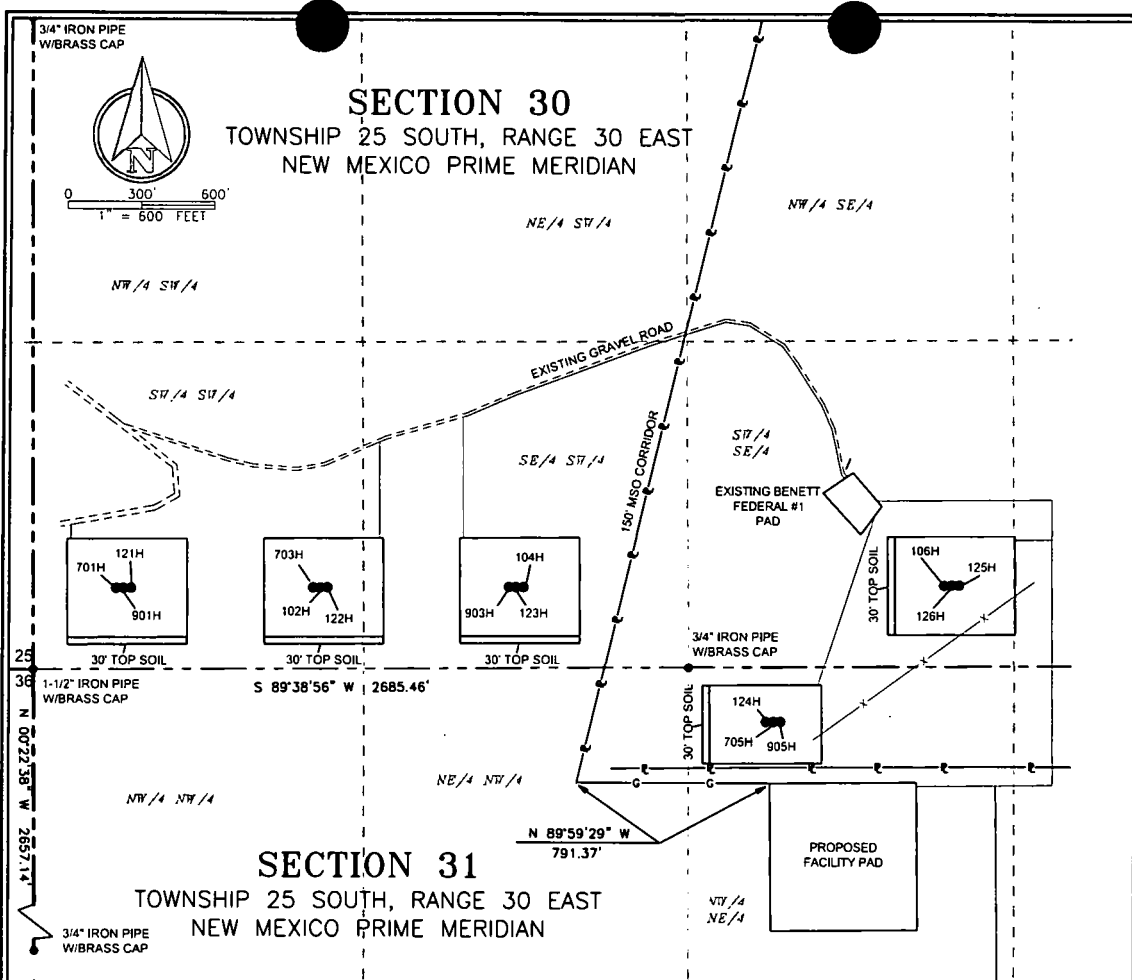 3/4" IRON PIPE
W/BRASS CAP
SECTION 30
TOWNSHIP 25 SOUTH, RANGE 30 EAST
NEW MEXICO PRIME MERIDIAN
N
0 300' 600'
1" = 600 FEET
NE/4 SW/4
NW/4 SE/4
NW/4 SW/4
EXISTING GRAVEL ROAD
SW/4 SW/4
SE/4 SW/4
150' MSO CORRIDOR
SW/4
SE/4
EXISTING BENETT
FEDERAL #1
PAD
701H
121H
901H
703H
102H
122H
104H
903H
123H
106H
125H
126H
30' TOP SOIL
30' TOP SOIL
30' TOP SOIL
30' TOP SOIL
3/4" IRON PIPE
W/BRASS CAP
25
36
1-1/2" IRON PIPE
W/BRASS CAP
S 89°38'56" W 2685.46'
N 00°22'38" W 2657.14'
30' TOP SOIL
124H
705H
905H
X
X
X
G
G
NW/4 NW/4
NE/4 NW/4
N 89°59'29" W
791.37'
PROPOSED
FACILITY PAD
SECTION 31
TOWNSHIP 25 SOUTH, RANGE 30 EAST
NEW MEXICO PRIME MERIDIAN
NW/4
NE/4
3/4" IRON PIPE
W/BRASS CAP